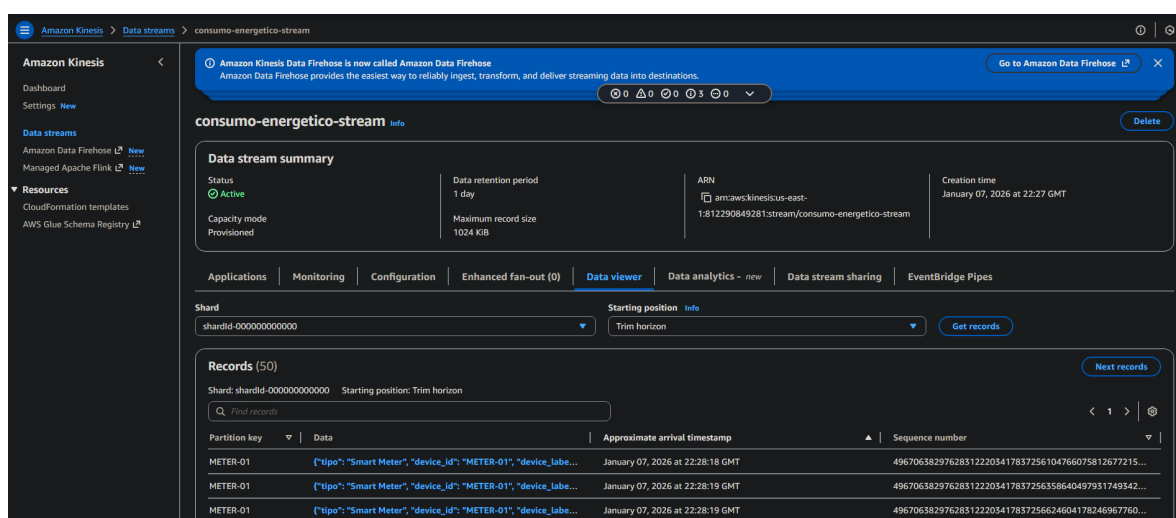 Amazon Kinesis > Data streams > consumo-energetico-stream
Amazon Kinesis
Dashboard
Settings New
Data streams
Amazon Data Firehose New
Managed Apache Flink New
Resources
CloudFormation templates
AWS Glue Schema Registry
Amazon Kinesis Data Firehose is now called Amazon Data Firehose
Amazon Data Firehose provides the easiest way to reliably ingest, transform, and deliver streaming data into destinations.
Go to Amazon Data Firehose
0 0 0 3 0
consumo-energetico-stream Info
Delete
Data stream summary
Status
Active
Capacity mode
Provisioned
Data retention period
1 day
Maximum record size
1024 KiB
ARN
arn:aws:kinesis:us-east-
1:812290849281:stream/consumo-energetico-stream
Creation time
January 07, 2026 at 22:27 GMT
Applications Monitoring Configuration Enhanced fan-out (0) Data viewer Data analytics - new Data stream sharing EventBridge Pipes
Shard
shardId-000000000000
Starting position Info
Trim horizon
Get records
Records (50)
Next records
Shard: shardId-000000000000 Starting position: Trim horizon
Find records
< 1 >
Partition key Data Approximate arrival timestamp Sequence number
METER-01 {"tipo": "Smart Meter", "device_id": "METER-01", "device_labe... January 07, 2026 at 22:28:18 GMT 49670638297628312220341783725610476607581267 7215...
METER-01 {"tipo": "Smart Meter", "device_id": "METER-01", "device_labe... January 07, 2026 at 22:28:19 GMT 49670638297628312220341783725635864049793174 9342...
METER-01 {"tipo": "Smart Meter", "device_id": "METER-01", "device_labe... January 07, 2026 at 22:28:19 GMT 49670638297628312220341783725662460417824696 7760...